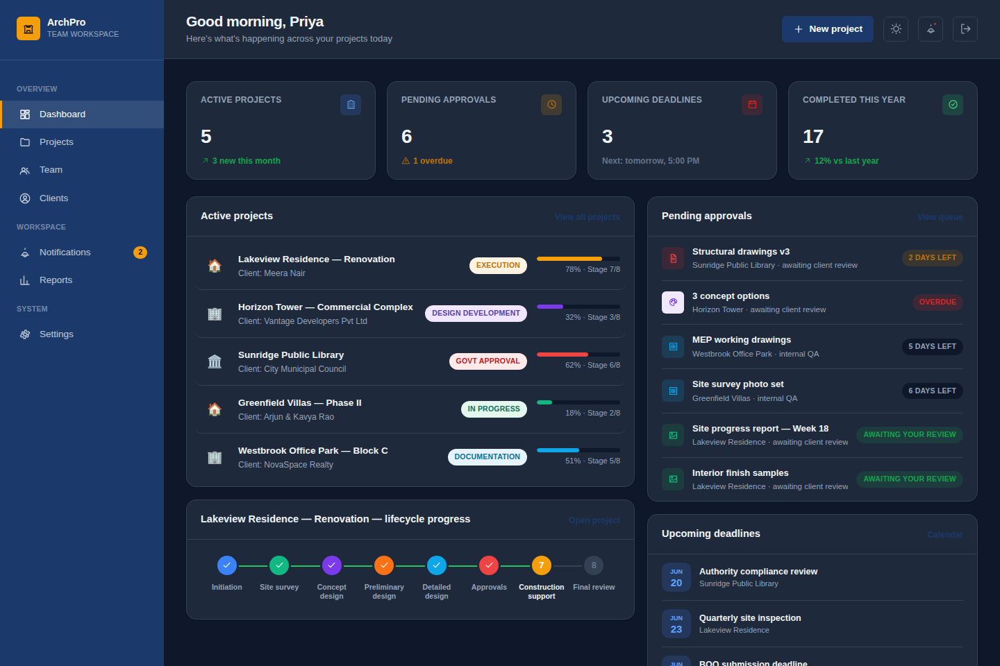 ArchPro
TEAM WORKSPACE
OVERVIEW
Dashboard
Projects
Team
Clients
WORKSPACE
Notifications 2
Reports
SYSTEM
Settings
Good morning, Priya
Here's what's happening across your projects today
New project
ACTIVE PROJECTS
5
3 new this month
PENDING APPROVALS
6
1 overdue
UPCOMING DEADLINES
3
Next: tomorrow, 5:00 PM
COMPLETED THIS YEAR
17
12% vs last year
Active projects View all projects
Lakeview Residence — Renovation
Client: Meera Nair
EXECUTION
78% · Stage 7/8
Horizon Tower — Commercial Complex
Client: Vantage Developers Pvt Ltd
DESIGN DEVELOPMENT
32% · Stage 3/8
Sunridge Public Library
Client: City Municipal Council
GOVT APPROVAL
62% · Stage 6/8
Greenfield Villas — Phase II
Client: Arjun & Kavya Rao
IN PROGRESS
18% · Stage 2/8
Westbrook Office Park — Block C
Client: NovaSpace Realty
DOCUMENTATION
51% · Stage 5/8
Lakeview Residence — Renovation — lifecycle progress Open project
7 8
Initiation
Site survey
Concept
design
Preliminary
design
Detailed
design
Approvals
Construction
support
Final review
Pending approvals View queue
Structural drawings v3
Sunridge Public Library · awaiting client review
2 DAYS LEFT
3 concept options
Horizon Tower · awaiting client review
OVERDUE
MEP working drawings
Westbrook Office Park · internal QA
5 DAYS LEFT
Site survey photo set
Greenfield Villas · internal QA
6 DAYS LEFT
Site progress report — Week 18
Lakeview Residence · awaiting client review
AWAITING YOUR REVIEW
Interior finish samples
Lakeview Residence · awaiting client review
AWAITING YOUR REVIEW
Upcoming deadlines Calendar
JUN
20
Authority compliance review
Sunridge Public Library
JUN
23
Quarterly site inspection
Lakeview Residence
JUN
BOQ submission deadline